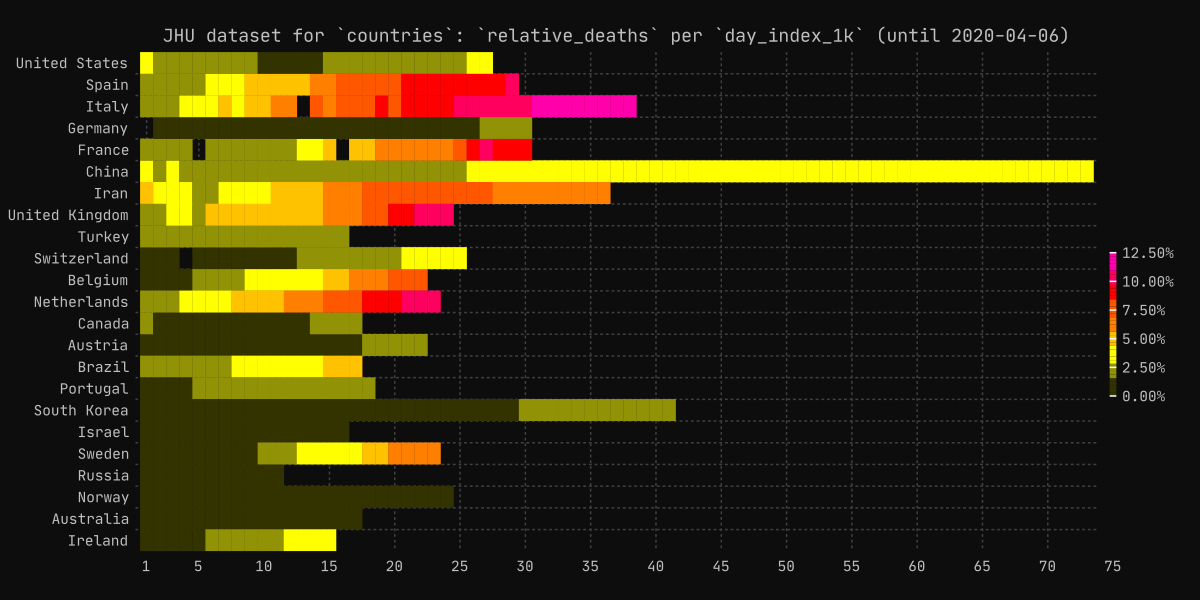 JHU dataset for `countries`: `relative_deaths` per `day_index_1k` (until 2020-04-06)
United States
Spain
Italy
Germany
France
China
Iran
United Kingdom
Turkey
Switzerland
Belgium
Netherlands
Canada
Austria
Brazil
Portugal
South Korea
Israel
Sweden
Russia
Norway
Australia
Ireland
1 5 10 15 20 25 30 35 40 45 50 55 60 65 70 75
12.50%
10.00%
7.50%
5.00%
2.50%
0.00%